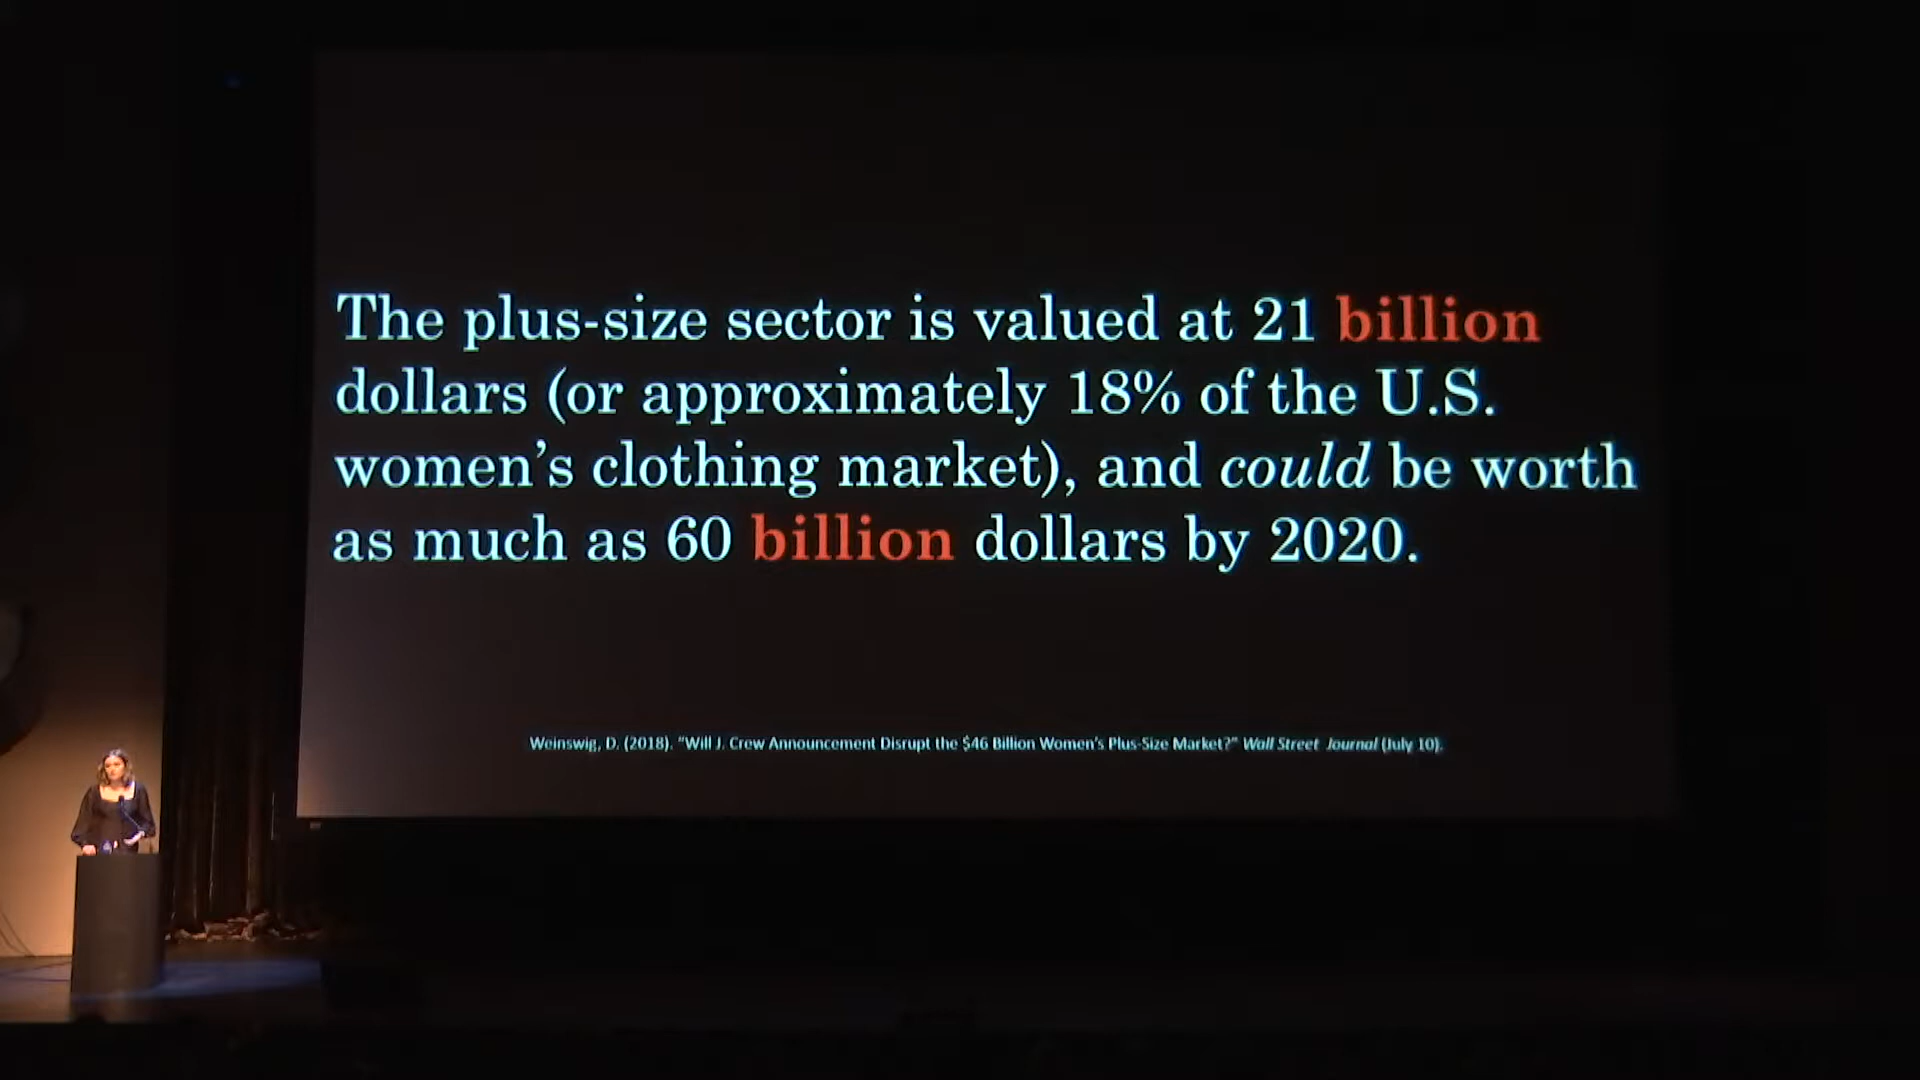 The plus-size sector is valued at 21 billion
dollars (or approximately 18% of the U.S.
women’s clothing market), and could be worth
as much as 60 billion dollars by 2020.
Weinswig, D. (2018). “Will J. Crew Announcement Disrupt the $46 Billion Women’s Plus-Size Market?” Wall Street Journal (July 10).